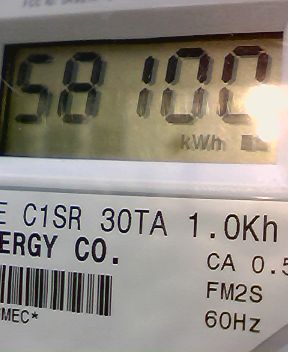 58100
kWh
E C1SR 30TA 1.0Kh
ERGY CO.
CA 0.5
FM2S
MEC*
60Hz